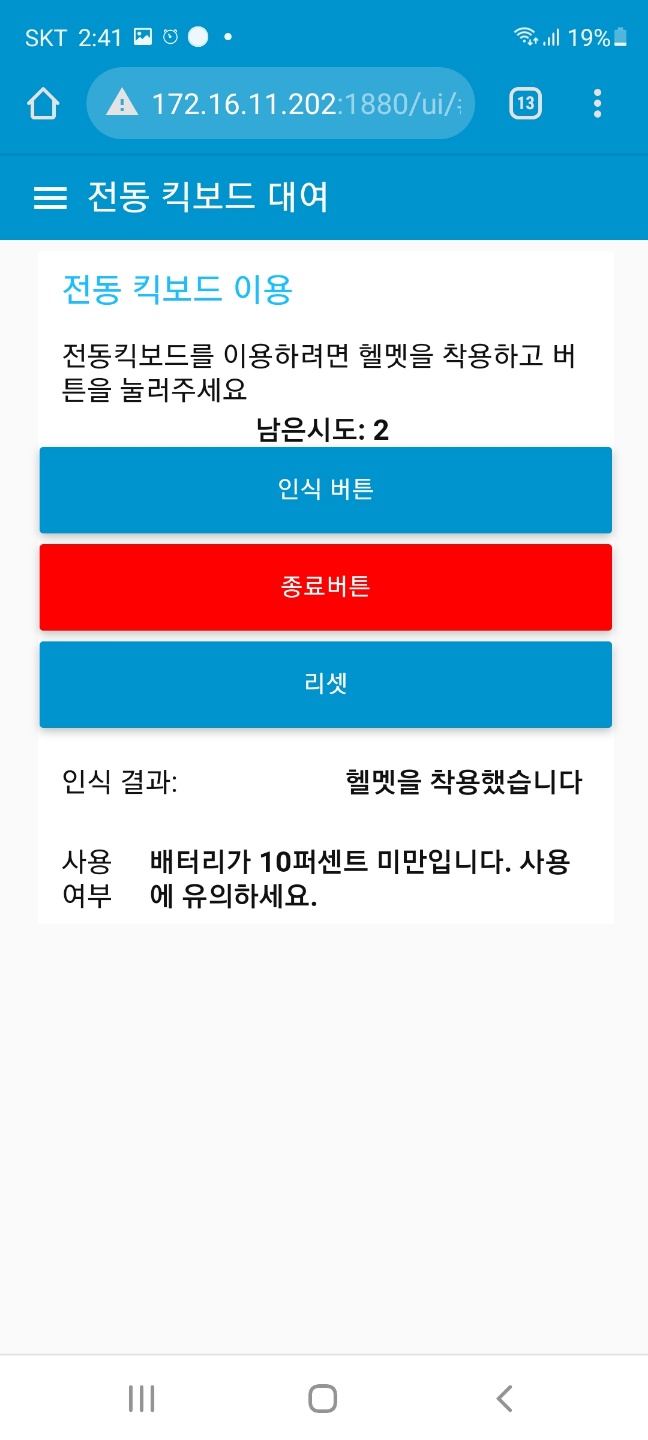 SKT 2:41 19%
172.16.11.202:1880/ui/
13
전동 킥보드 대여
전동 킥보드 이용
전동킥보드를 이용하려면 헬멧을 착용하고 버
튼을 눌러주세요
남은시도: 2
인식 버튼
종료버튼
리셋
인식 결과: 헬멧을 착용했습니다
사용 배터리가 10퍼센트 미만입니다. 사용
여부 에 유의하세요.